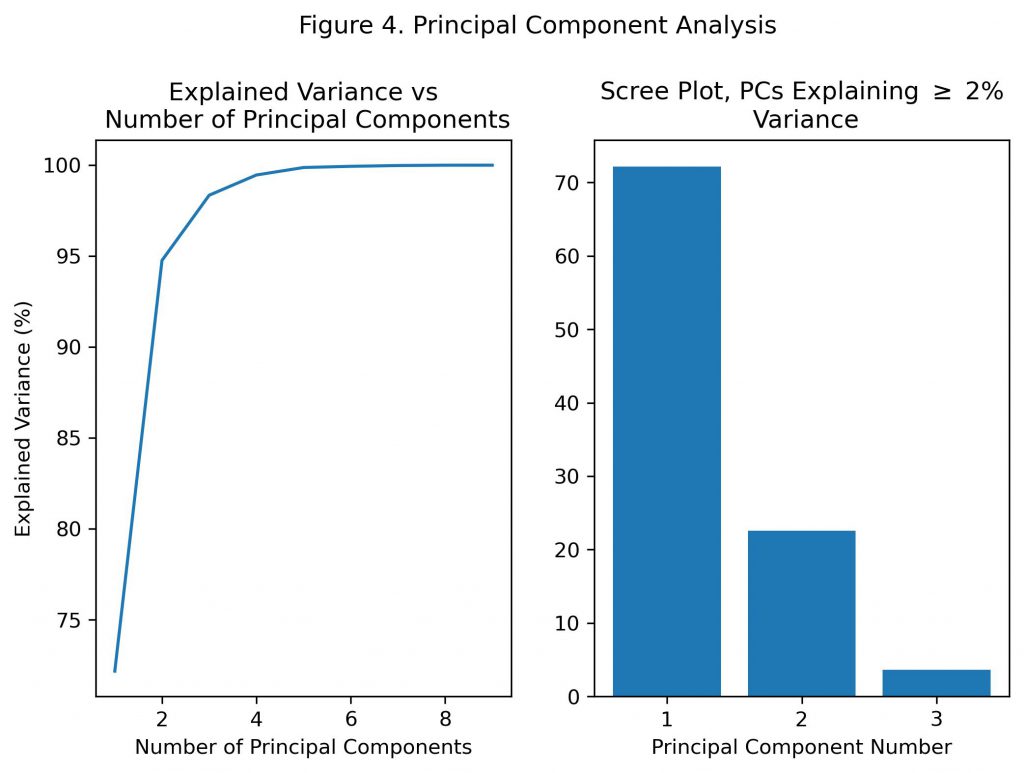 Figure 4. Principal Component Analysis
Explained Variance vs
Number of Principal Components
100
95
90
85
80
75
Explained Variance (%)
2 4 6 8
Number of Principal Components
Scree Plot, PCs Explaining ≥ 2%
Variance
70
60
50
40
30
20
10
0
1 2 3
Principal Component Number